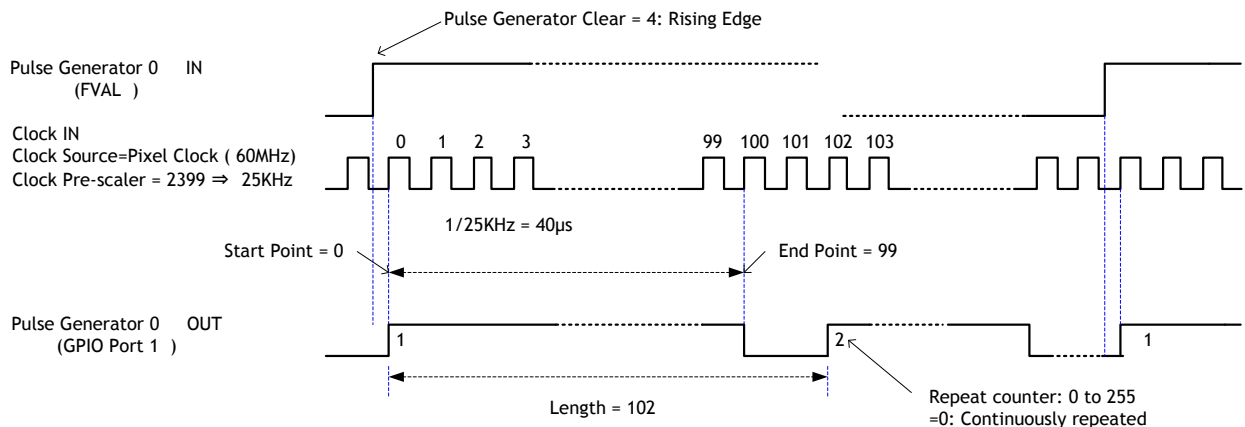 Pulse Generator Clear = 4: Rising Edge
Pulse Generator 0 IN
(FVAL )
Clock IN
Clock Source=Pixel Clock ( 60MHz)
Clock Pre-scaler = 2399 ⇒ 25KHz
0 1 2 3 99 100 101 102 103
1/25KHz = 40µs
Start Point = 0
End Point = 99
Pulse Generator 0 OUT
(GPIO Port 1 )
1 2 1
Length = 102
Repeat counter: 0 to 255
=0: Continuously repeated